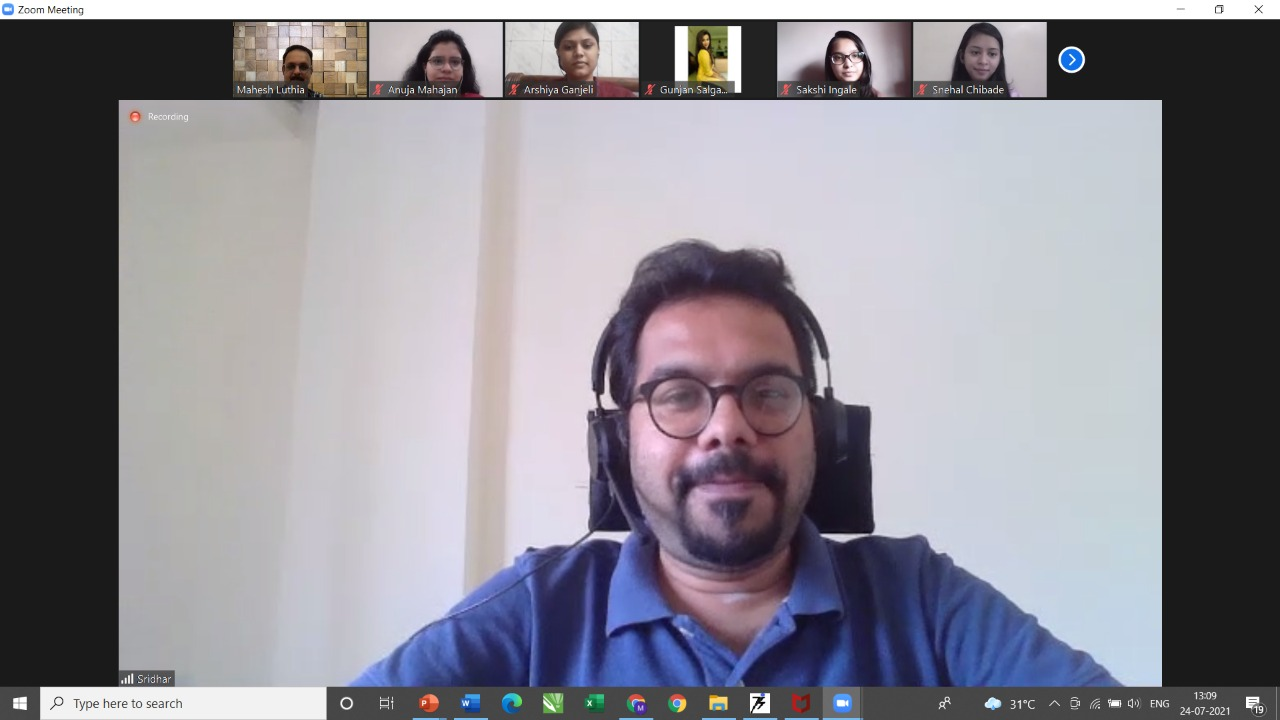 Zoom Meeting
Mahesh Luthia
Anuja Mahajan
Arshiya Ganjeli
Gunjan Salga...
Sakshi Ingale
Snehal Chibade
Recording
Sridhar
Type here to search
31°C
ENG
13:09
24-07-2021
19